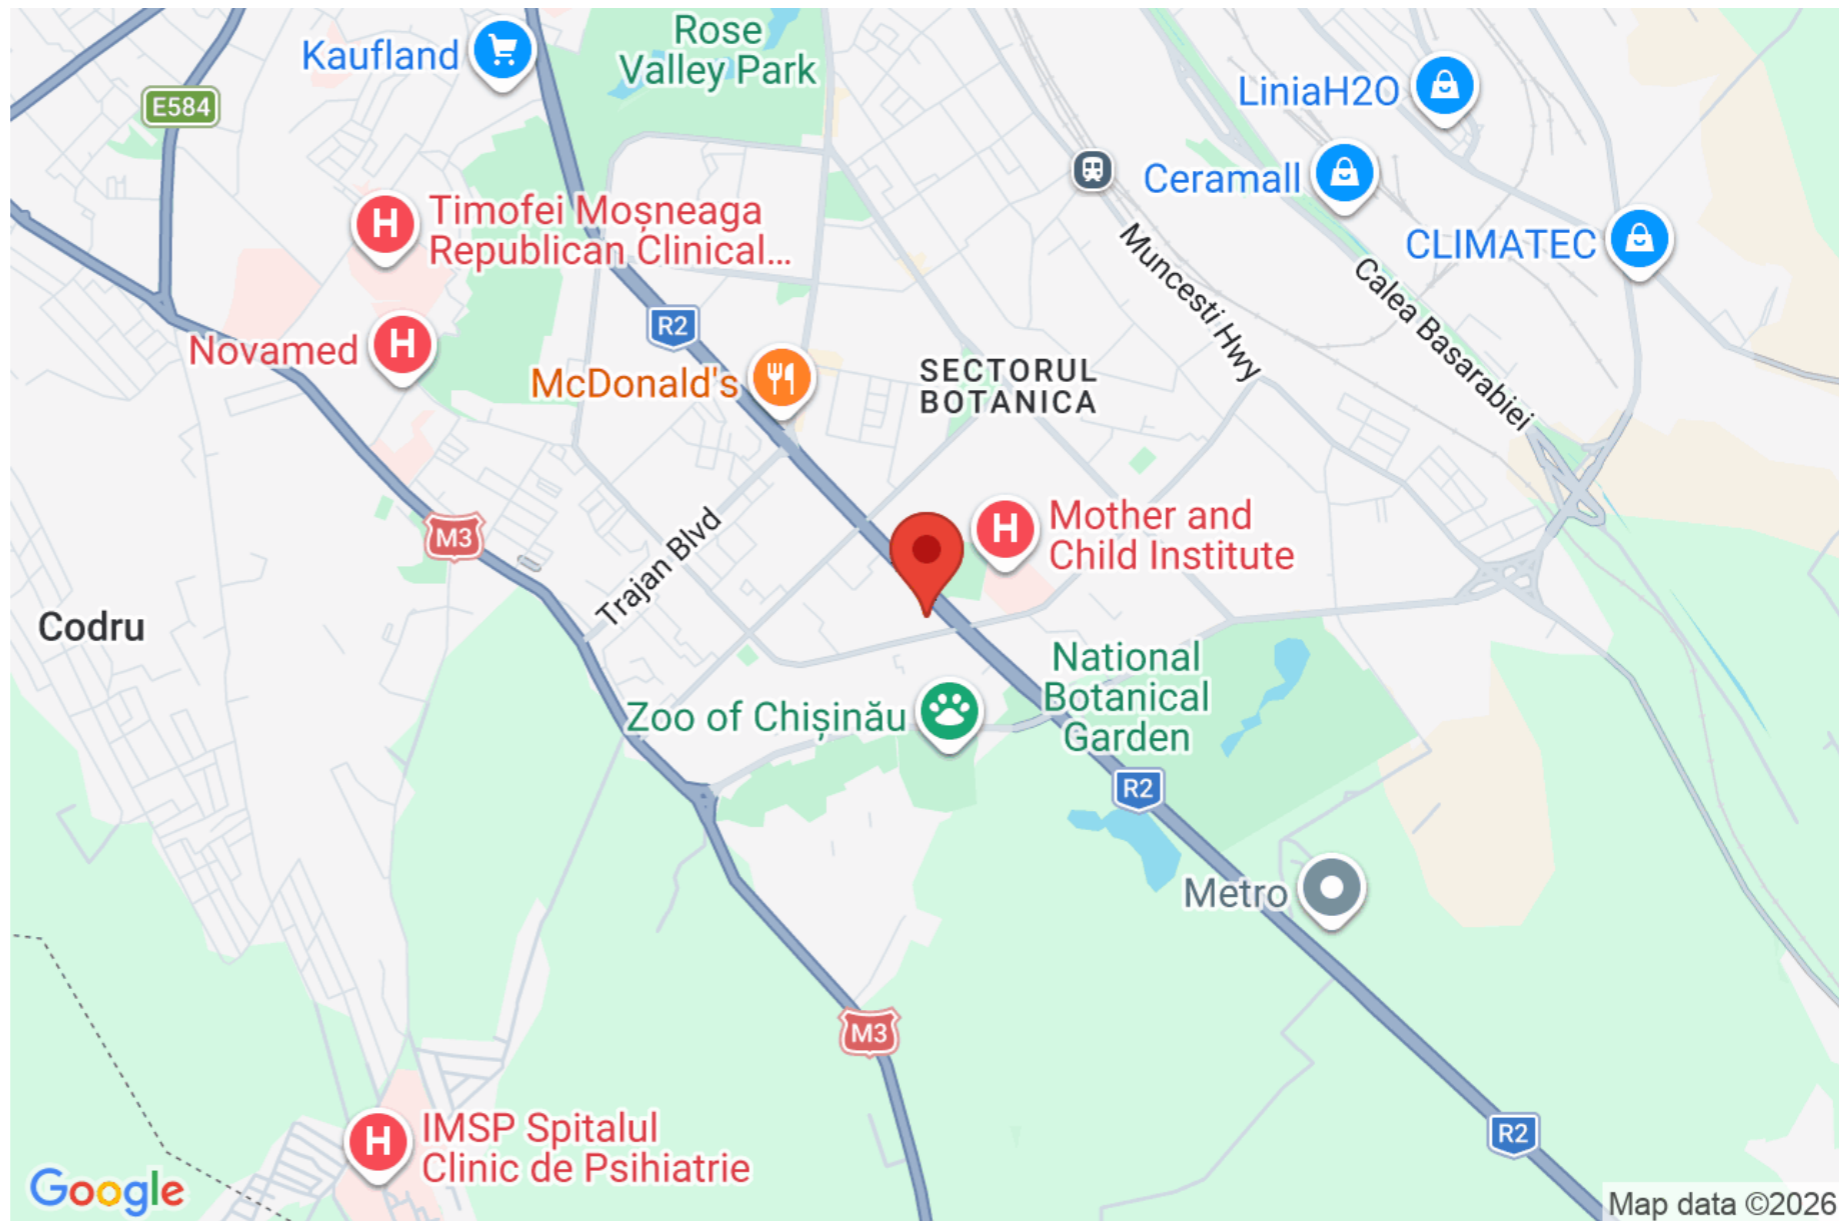 Rose
Valley Park
Kaufland
E584
LiniaH2O
Ceramall
CLIMATEC
Timofei Moșneaga
Republican Clinical...
Muncesti Hwy
Calea Basarabiei
R2
Novamed
McDonald's
SECTORUL
BOTANICA
M3
Trajan Blvd
Mother and
Child Institute
Codru
National
Botanical
Garden
Zoo of Chișinău
R2
Metro
M3
R2
IMSP Spitalul
Clinic de Psihiatrie
Google
Map data ©2026
H
H
H
H